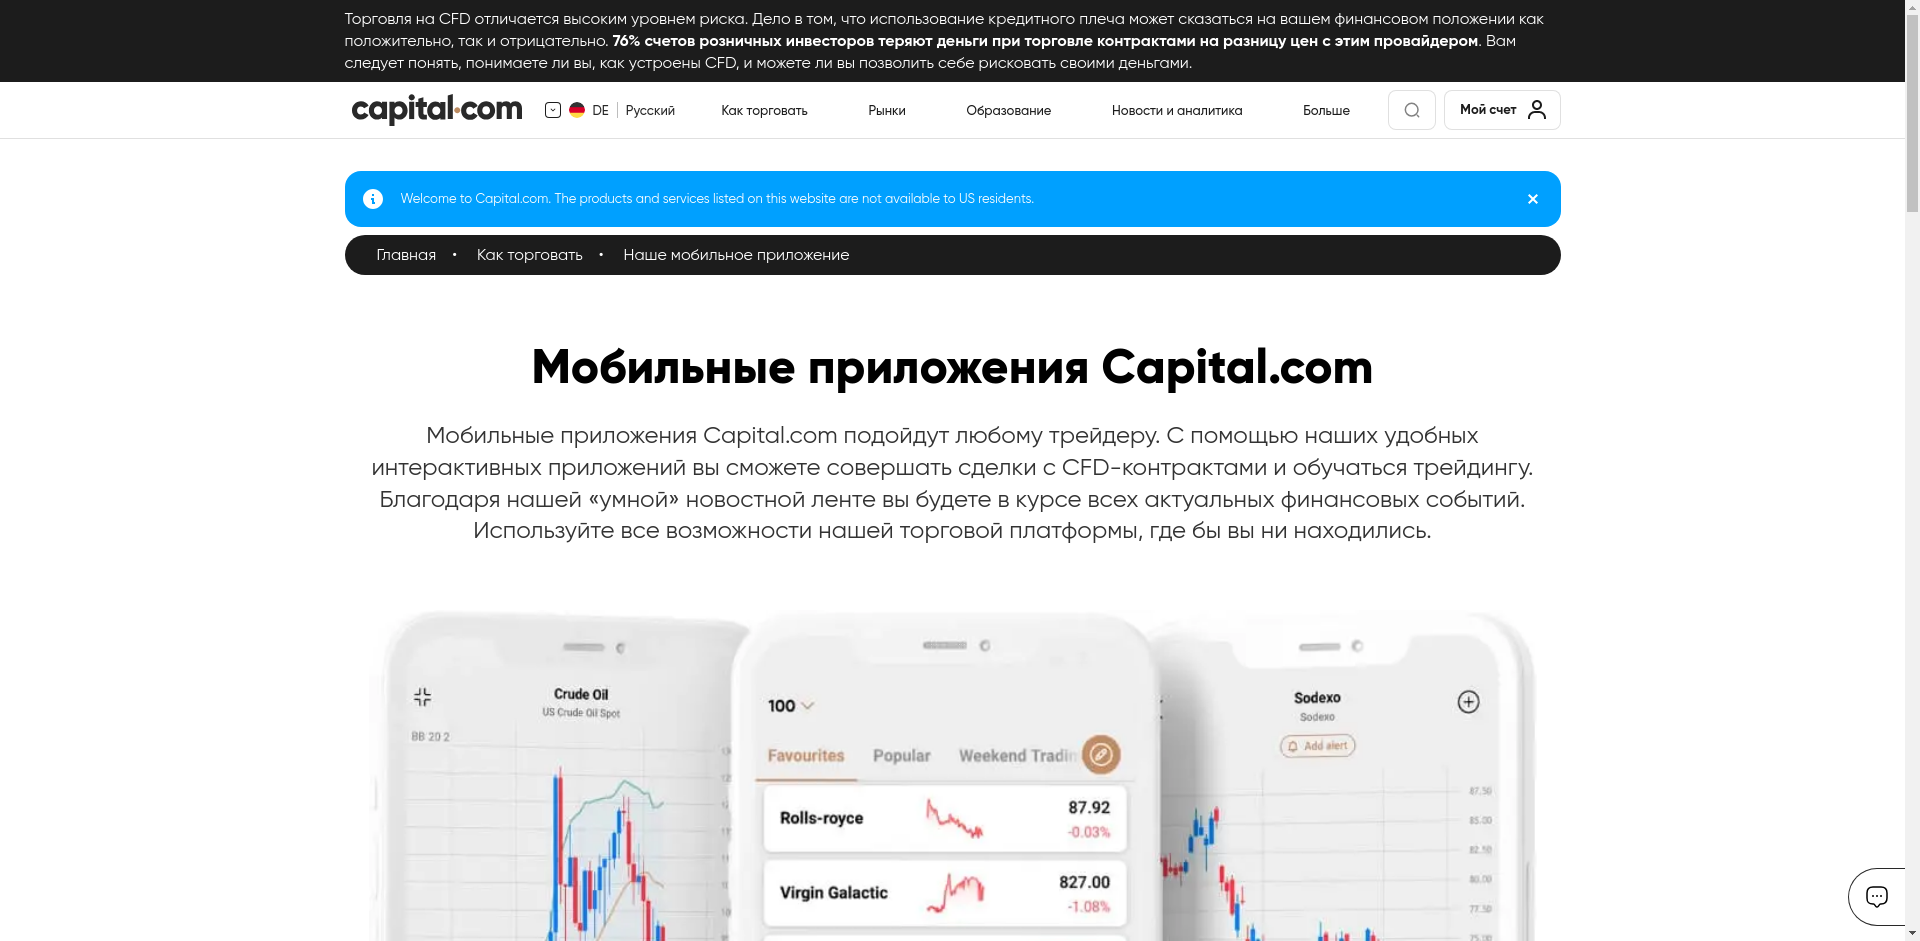 Торговля на CFD отличается высоким уровнем риска. Дело в том, что использование кредитного плеча может сказаться на вашем финансовом положении как
положительно, так и отрицательно. 76% счетов розничных инвесторов теряют деньги при торговле контрактами на разницу цен с этим провайдером. Вам
следует понять, понимаете ли вы, как устроены CFD, и можете ли вы позволить себе рисковать своими деньгами.
capital.com DE Русский Как торговать Рынки Образование Новости и аналитика Больше Мой счет
Welcome to Capital.com. The products and services listed on this website are not available to US residents.
Главная • Как торговать • Наше мобильное приложение
Мобильные приложения Capital.com
Мобильные приложения Capital.com подойдут любому трейдеру. С помощью наших удобных
интерактивных приложений вы сможете совершать сделки с CFD-контрактами и обучаться трейдингу.
Благодаря нашей «умной» новостной ленте вы будете в курсе всех актуальных финансовых событий.
Используйте все возможности нашей торговой платформы, где бы вы ни находились.
Crude Oil
US Crude Oil Spot
BB 20 2
100
Favourites Popular Weekend Tradin
Rolls-royce 87.92
-0.03%
Virgin Galactic 827.00
-1.08%
Sodexo
Sodexo
Add alert
87.50
85.00
82.50
80.00
77.50
75.00